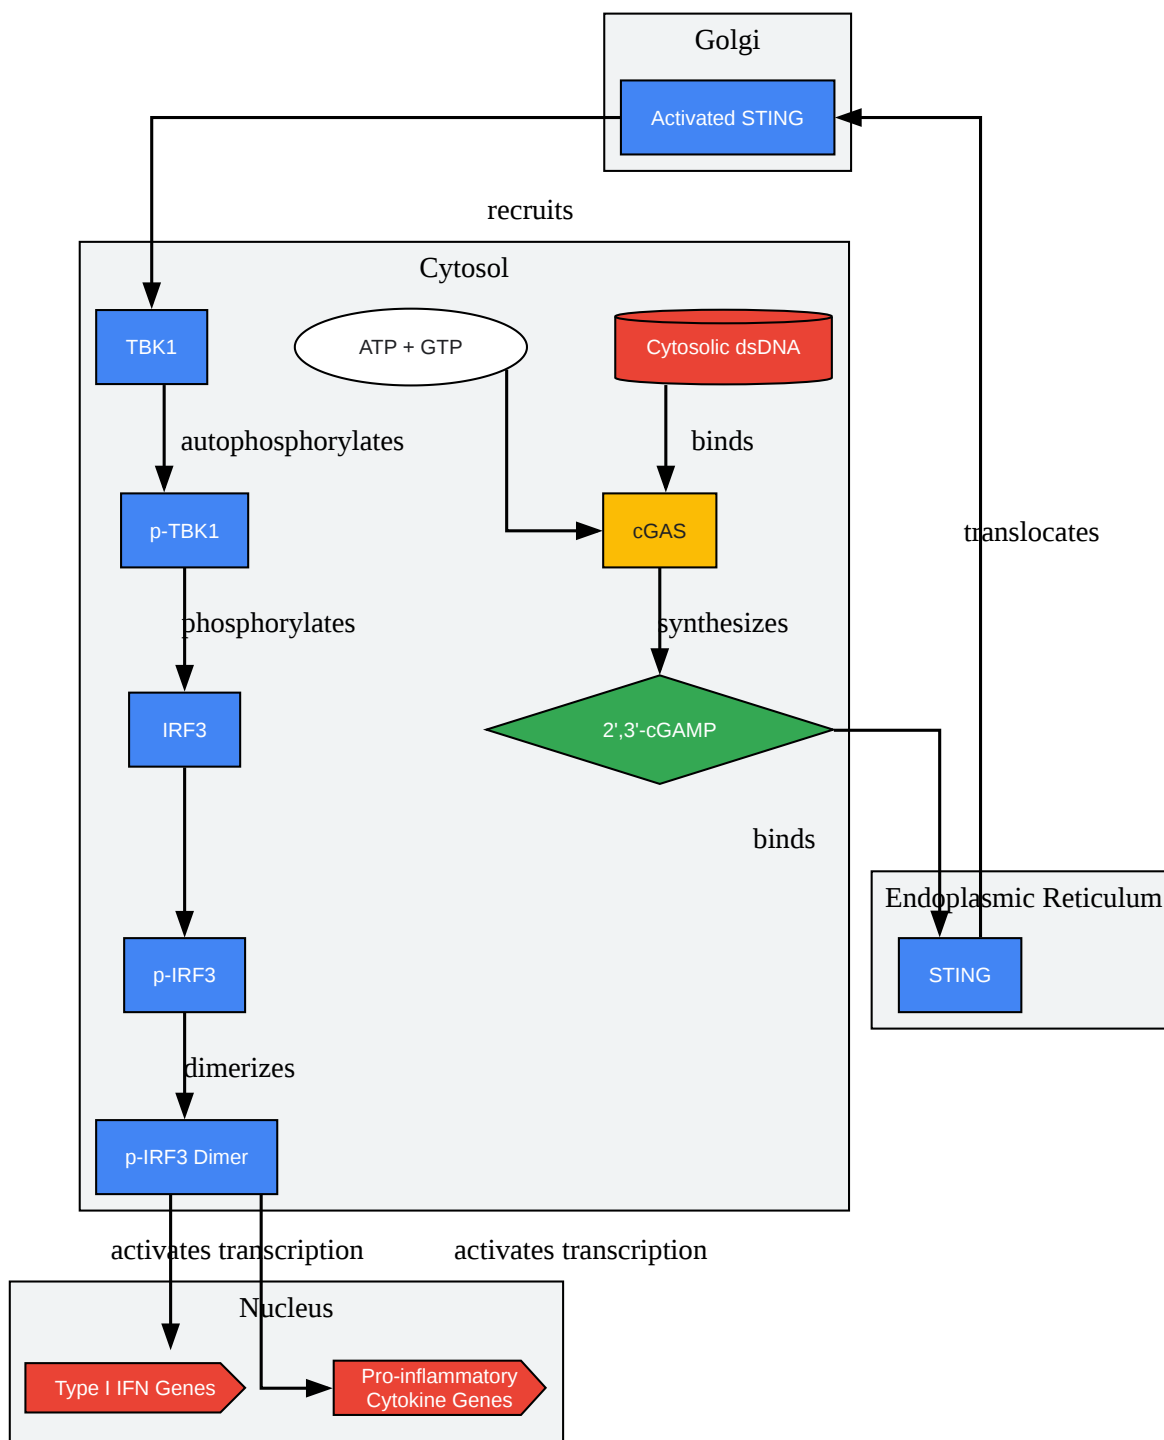 Golgi
Activated STING
recruits
Cytosol
TBK1
ATP + GTP
Cytosolic dsDNA
autophosphorylates
binds
p-TBK1
cGAS
translocates
phosphorylates
synthesizes
IRF3
2',3'-cGAMP
binds
Endoplasmic Reticulum
p-IRF3
STING
dimerizes
p-IRF3 Dimer
activates transcription
activates transcription
Nucleus
Type I IFN Genes
Pro-inflammatory
Cytokine Genes